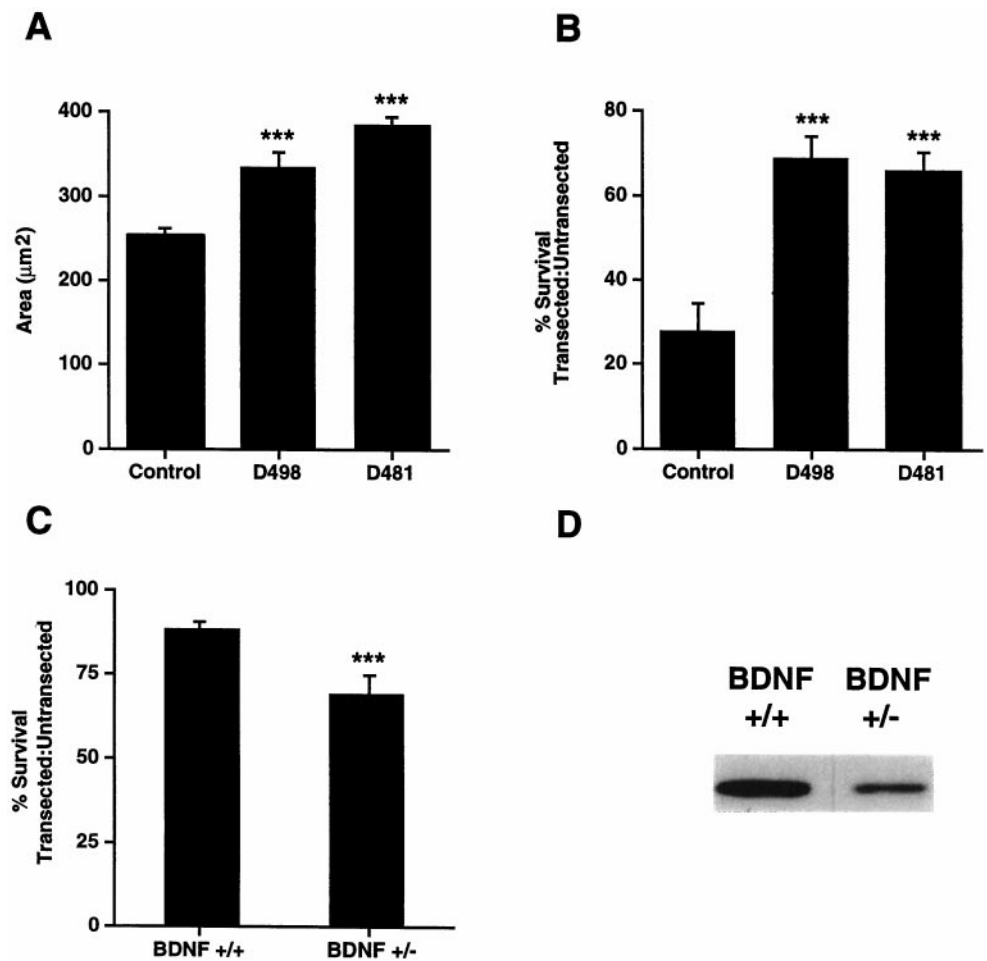 A
Area (μm2)
400
300
200
100
0
***
***
Control
D498
D481
B
% Survival
Transected:Untransected
80
60
40
20
0
***
***
Control
D498
D481
C
% Survival
Transected:Untransected
100
75
50
25
0
***
BDNF +/+
BDNF +/-
D
BDNF BDNF
+/+ +/-